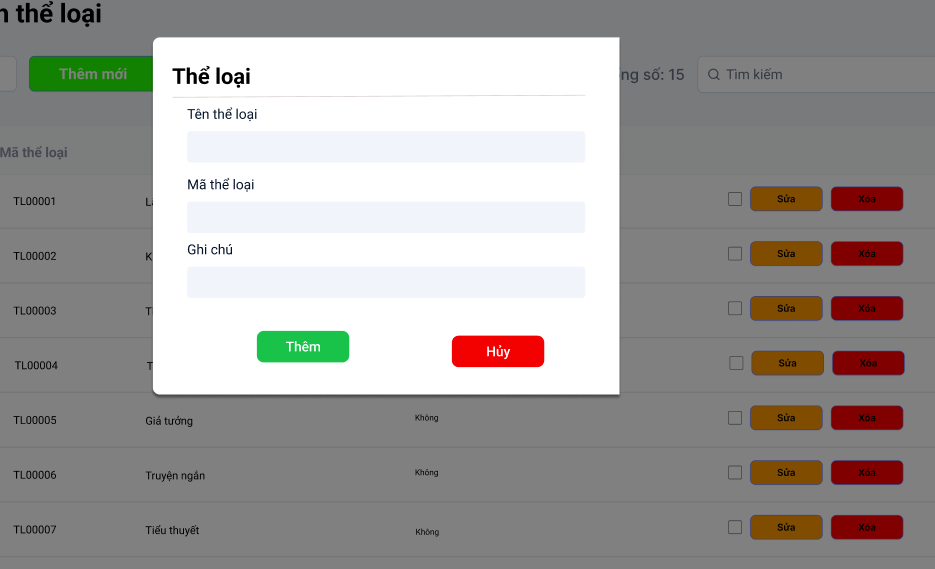 thể loại
Thêm mới
Thể loại
số: 15
Tìm kiếm
Tên thể loại
Mã thể loại
Mã thể loại
TL00001
Sửa
Xóa
Ghi chú
TL00002
Sửa
Xóa
TL00003
Sửa
Xóa
Thêm
Hủy
TL00004
Sửa
Xóa
TL00005
Giả tưởng
Không
Sửa
Xóa
TL00006
Truyện ngắn
Không
Sửa
Xóa
TL00007
Tiểu thuyết
Không
Sửa
Xóa